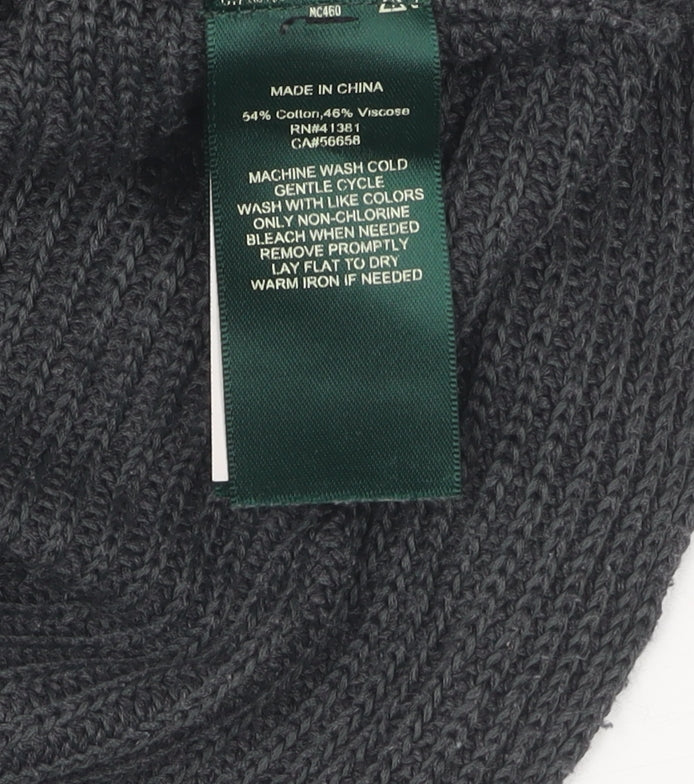 MC460
MADE IN CHINA
54% Cotton,46% Viscose
RN#41381
CA#56658
MACHINE WASH COLD
GENTLE CYCLE
WASH WITH LIKE COLORS
ONLY NON-CHLORINE
BLEACH WHEN NEEDED
REMOVE PROMPTLY
LAY FLAT TO DRY
WARM IRON IF NEEDED